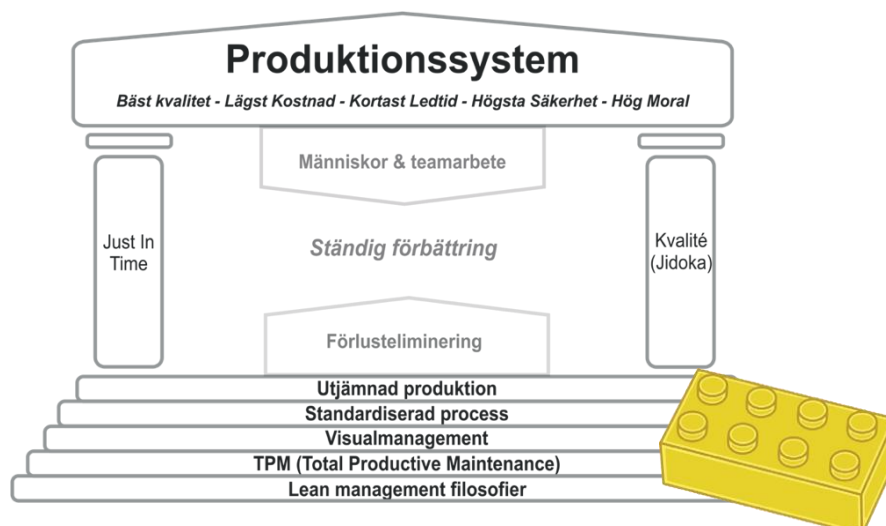 Produktionssystem
Bäst kvalitet - Lägst Kostnad - Kortast Ledtid - Högsta Säkerhet - Hög Moral
Människor & teamarbete
Just In
Time
Ständig förbättring
Kvalité
(Jidoka)
Förlusteliminering
Utjämnad produktion
Standardiserad process
Visualmanagement
TPM (Total Productive Maintenance)
Lean management filosofier